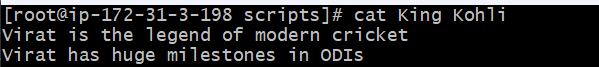 [root@ip-172-31-3-198 scripts]# cat King Kohli
Virat is the legend of modern cricket
Virat has huge milestones in ODIs